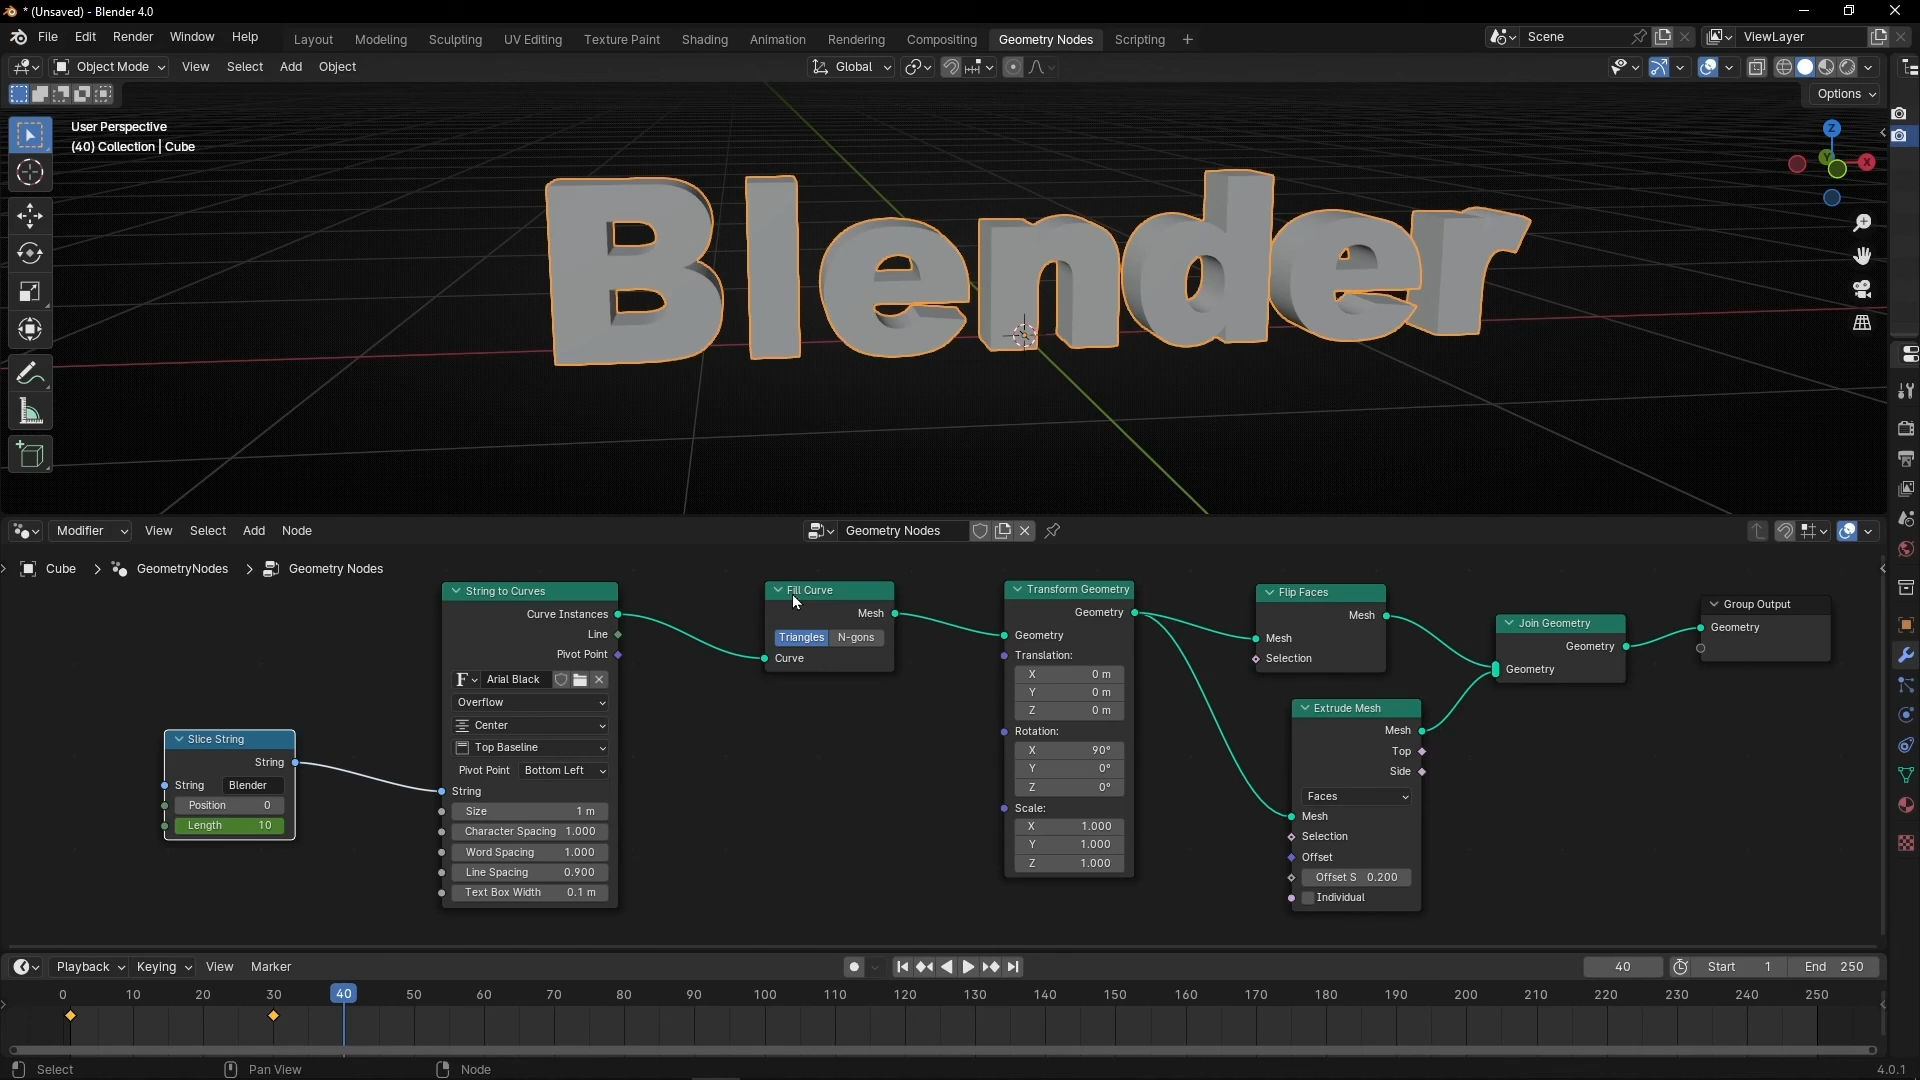 * (Unsaved) - Blender 4.0
File Edit Render Window Help Layout Modeling Sculpting UV Editing Texture Paint Shading Animation Rendering Compositing Geometry Nodes Scripting + Scene ViewLayer
Object Mode View Select Add Object Global
Options
User Perspective
(40) Collection | Cube
Z
Y X
Blender
Modifier View Select Add Node Geometry Nodes
Cube > GeometryNodes > Geometry Nodes
String to Curves
Curve Instances
Line
Pivot Point
F Arial Black
Overflow
Center
Top Baseline
Pivot Point Bottom Left
String
Size 1 m
Character Spacing 1.000
Word Spacing 1.000
Line Spacing 0.900
Text Box Width 0.1 m
Slice String
String
String Blender
Position 0
Length 10
Fill Curve
Mesh
Triangles N-gons
Curve
Transform Geometry
Geometry
Geometry
Translation:
X 0 m
Y 0 m
Z 0 m
Rotation:
X 90°
Y 0°
Z 0°
Scale:
X 1.000
Y 1.000
Z 1.000
Flip Faces
Mesh
Mesh
Selection
Extrude Mesh
Mesh
Top
Side
Faces
Mesh
Selection
Offset
Offset S 0.200
Individual
Join Geometry
Geometry
Geometry
Group Output
Geometry
Playback Keying View Marker 40 Start 1 End 250
0 10 20 30 40 50 60 70 80 90 100 110 120 130 140 150 160 170 180 190 200 210 220 230 240 250
Select Pan View Node 4.0.1